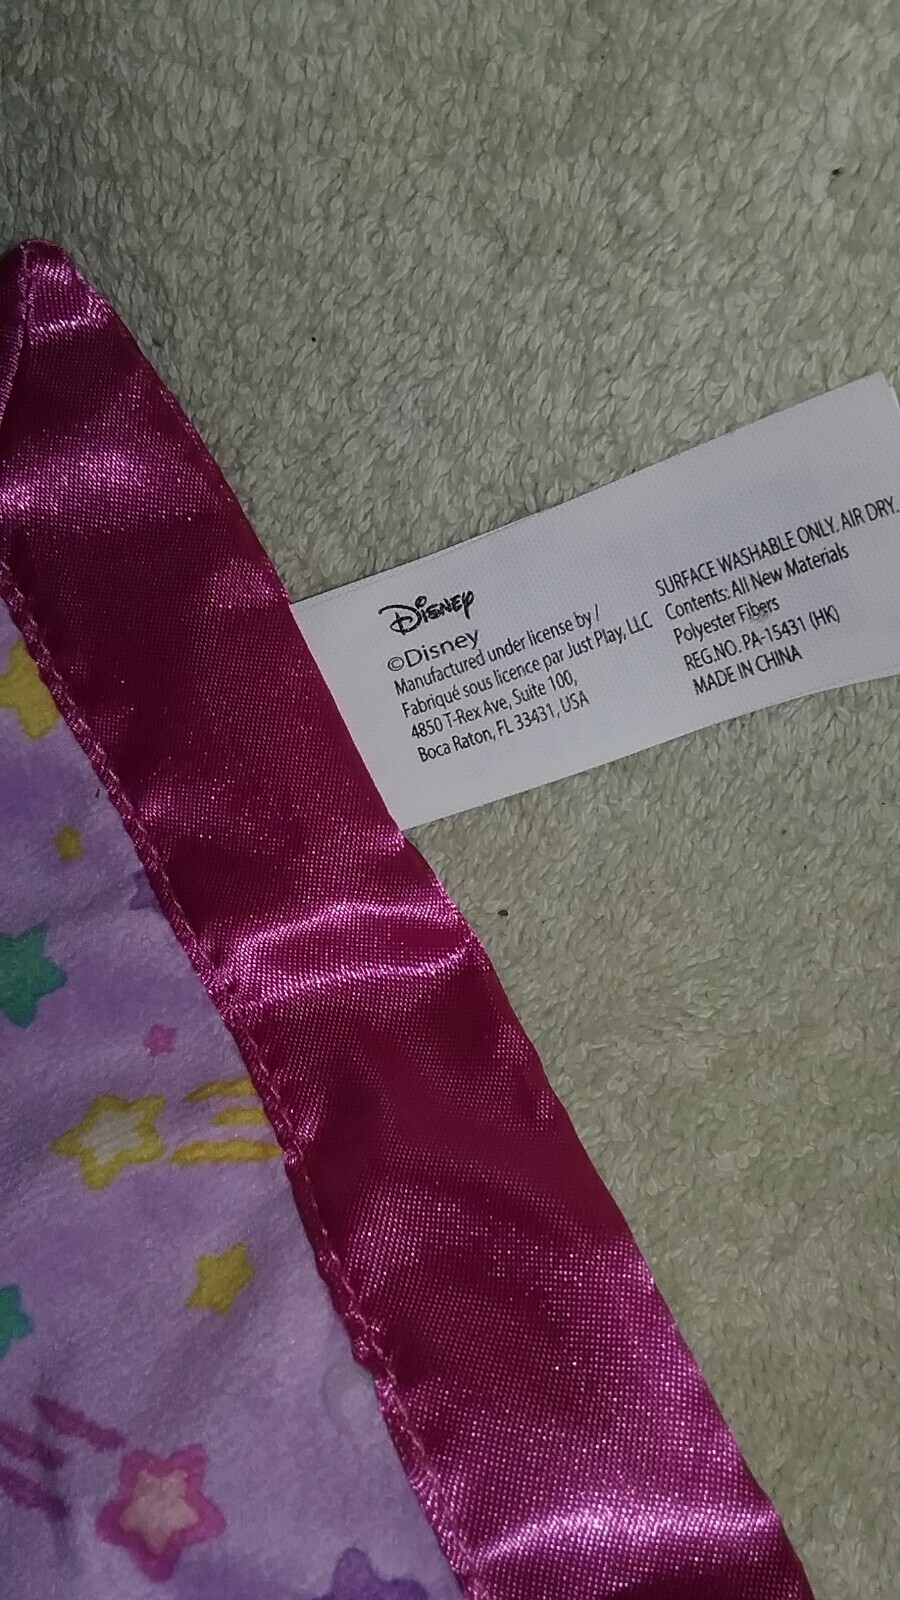 Disney
©Disney
Manufactured under license by /
Fabriqué sous licence par Just Play, LLC
4850 T-Rex Ave, Suite 100,
Boca Raton, FL 33431, USA
SURFACE WASHABLE ONLY. AIR DRY.
Contents: All New Materials
Polyester Fibers
REG.NO. PA-15431 (HK)
MADE IN CHINA